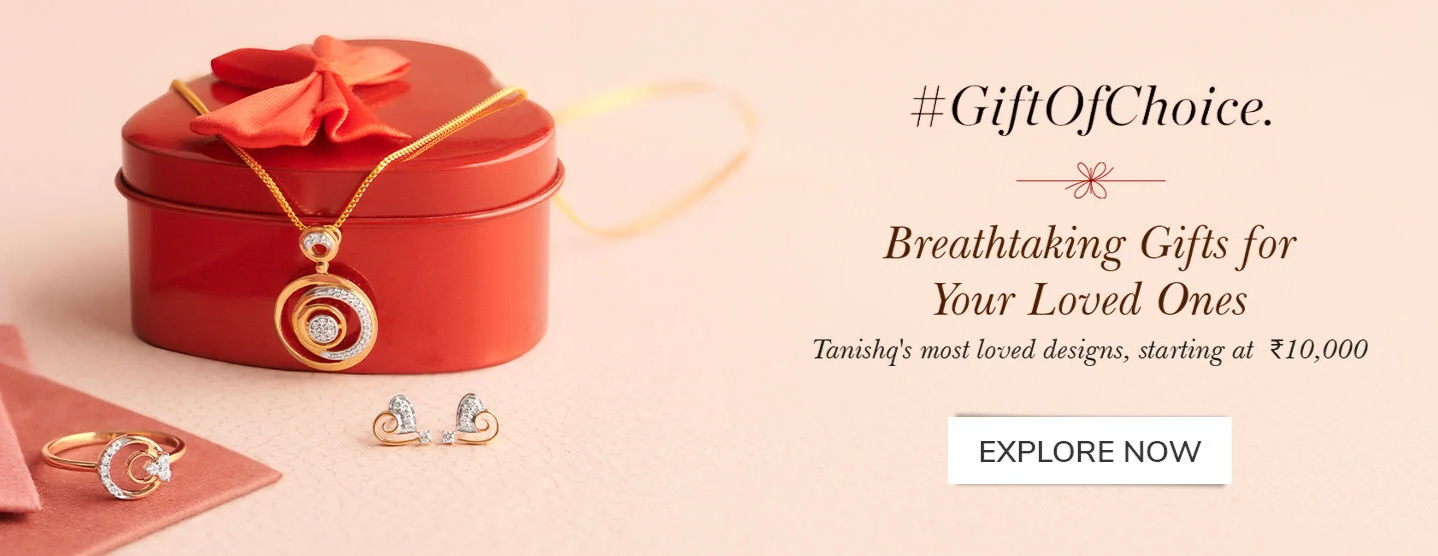 #GiftOfChoice.
Breathtaking Gifts for
Your Loved Ones
Tanishq's most loved designs, starting at ₹10,000
EXPLORE NOW